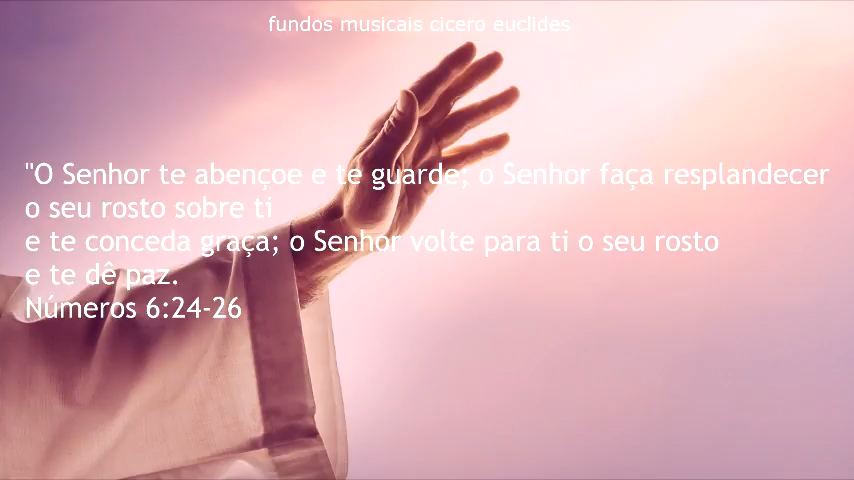 fundos musicais cicero euclides
"O Senhor te abençoe e te guarde; o Senhor faça resplandecer
o seu rosto sobre ti
e te conceda graça; o Senhor volte para ti o seu rosto
e te dê paz.
Números 6:24-26